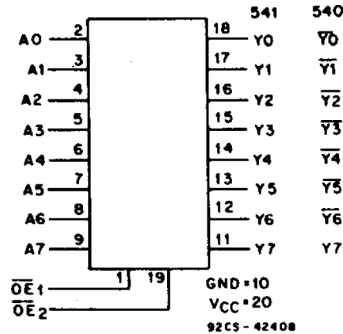 541 540
A0 2 18 Y0 Y̅0̅
A1 3 17 Y1 Y̅1̅
A2 4 16 Y2 Y̅2̅
A3 5 15 Y3 Y̅3̅
A4 6 14 Y4 Y̅4̅
A5 7 13 Y5 Y̅5̅
A6 8 12 Y6 Y̅6̅
A7 9 11 Y7 Y7
O̅E̅1 1 19 GND=10
O̅E̅2 VCC=20
92CS-42408